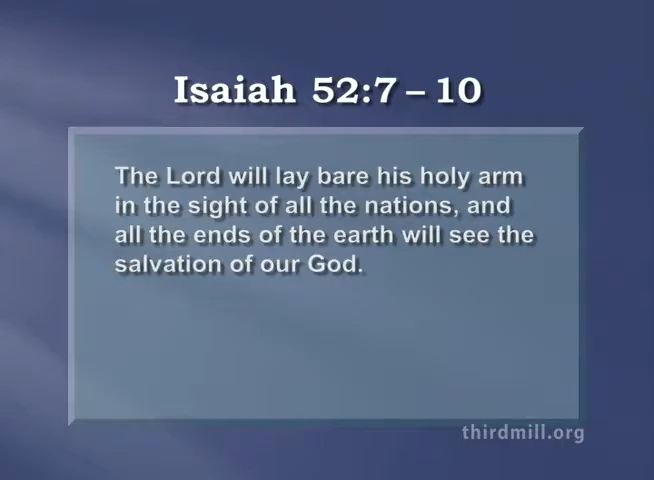 Isaiah 52:7 – 10
The Lord will lay bare his holy arm
in the sight of all the nations, and
all the ends of the earth will see the
salvation of our God.
thirdmill.org